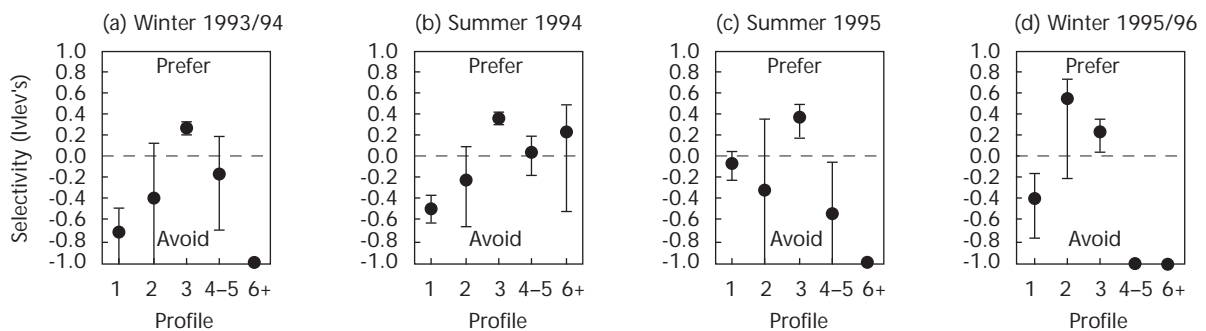 (a) Winter 1993/94
(b) Summer 1994
(c) Summer 1995
(d) Winter 1995/96
Selectivity (Ivlev's)
1.0
0.8
0.6
0.4
0.2
0.0
-0.2
-0.4
-0.6
-0.8
-1.0
Prefer
Avoid
1 2 3 4–5 6+
Profile
1.0
0.8
0.6
0.4
0.2
0.0
-0.2
-0.4
-0.6
-0.8
-1.0
Prefer
Avoid
1 2 3 4–5 6+
Profile
1.0
0.8
0.6
0.4
0.2
0.0
-0.2
-0.4
-0.6
-0.8
-1.0
Prefer
Avoid
1 2 3 4–5 6+
Profile
1.0
0.8
0.6
0.4
0.2
0.0
-0.2
-0.4
-0.6
-0.8
-1.0
Prefer
Avoid
1 2 3 4–5 6+
Profile